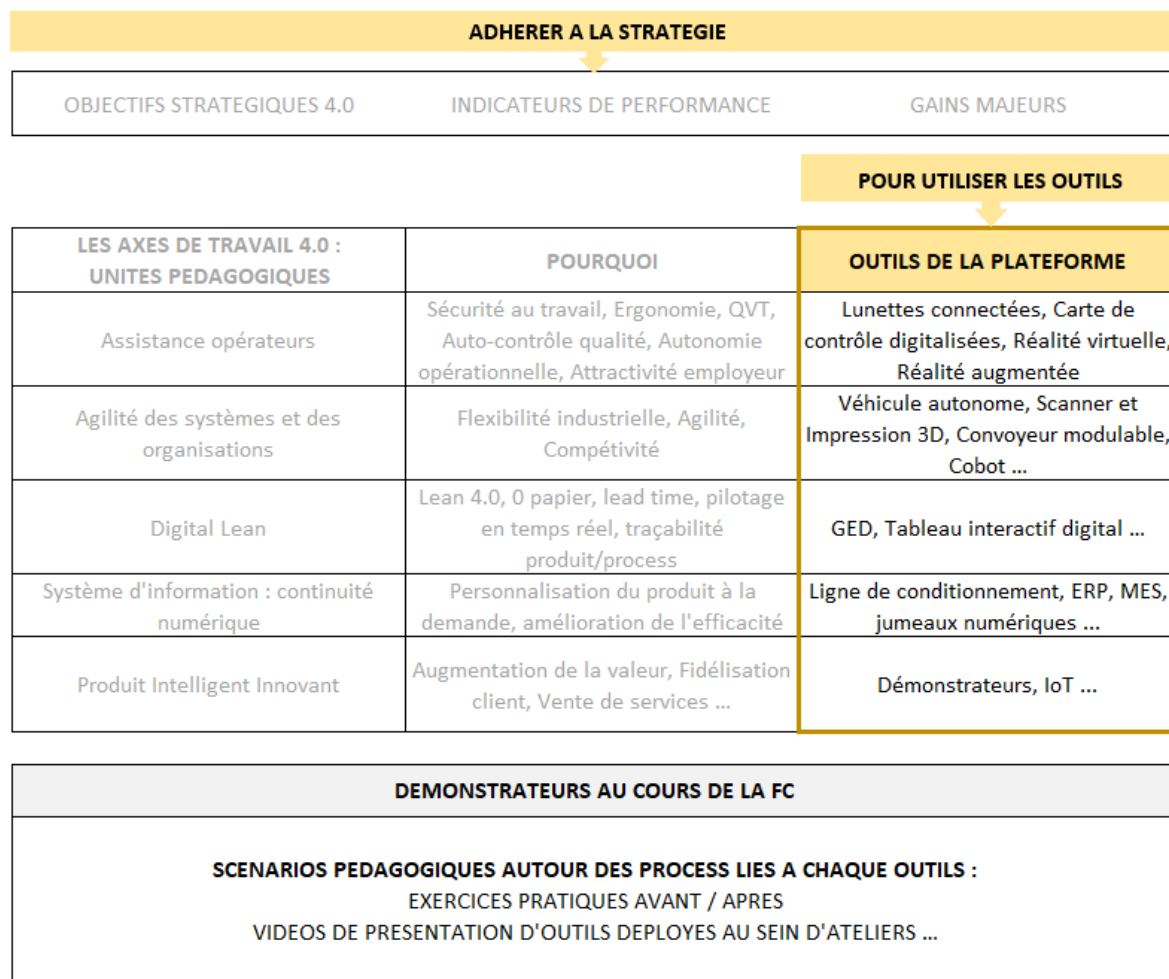 ADHERER A LA STRATEGIE
OBJECTIFS STRATEGIQUES 4.0 INDICATEURS DE PERFORMANCE GAINS MAJEURS
POUR UTILISER LES OUTILS
LES AXES DE TRAVAIL 4.0 :
UNITES PEDAGOGIQUES
POURQUOI
OUTILS DE LA PLATEFORME
Assistance opérateurs
Sécurité au travail, Ergonomie, QVT,
Auto-contrôle qualité, Autonomie
opérationnelle, Attractivité employeur
Lunettes connectées, Carte de
contrôle digitalisées, Réalité virtuelle,
Réalité augmentée
Agilité des systèmes et des
organisations
Flexibilité industrielle, Agilité,
Compétivité
Véhicule autonome, Scanner et
Impression 3D, Convoyeur modulable,
Cobot ...
Digital Lean
Lean 4.0, 0 papier, lead time, pilotage
en temps réel, traçabilité
produit/process
GED, Tableau interactif digital ...
Système d'information : continuité
numérique
Personnalisation du produit à la
demande, amélioration de l'efficacité
Ligne de conditionnement, ERP, MES,
jumeaux numériques ...
Produit Intelligent Innovant
Augmentation de la valeur, Fidélisation
client, Vente de services ...
Démonstrateurs, IoT ...
DEMONSTRATEURS AU COURS DE LA FC
SCENARIOS PEDAGOGIQUES AUTOUR DES PROCESS LIES A CHAQUE OUTILS :
EXERCICES PRATIQUES AVANT / APRES
VIDEOS DE PRESENTATION D'OUTILS DEPLOYES AU SEIN D'ATELIERS ...